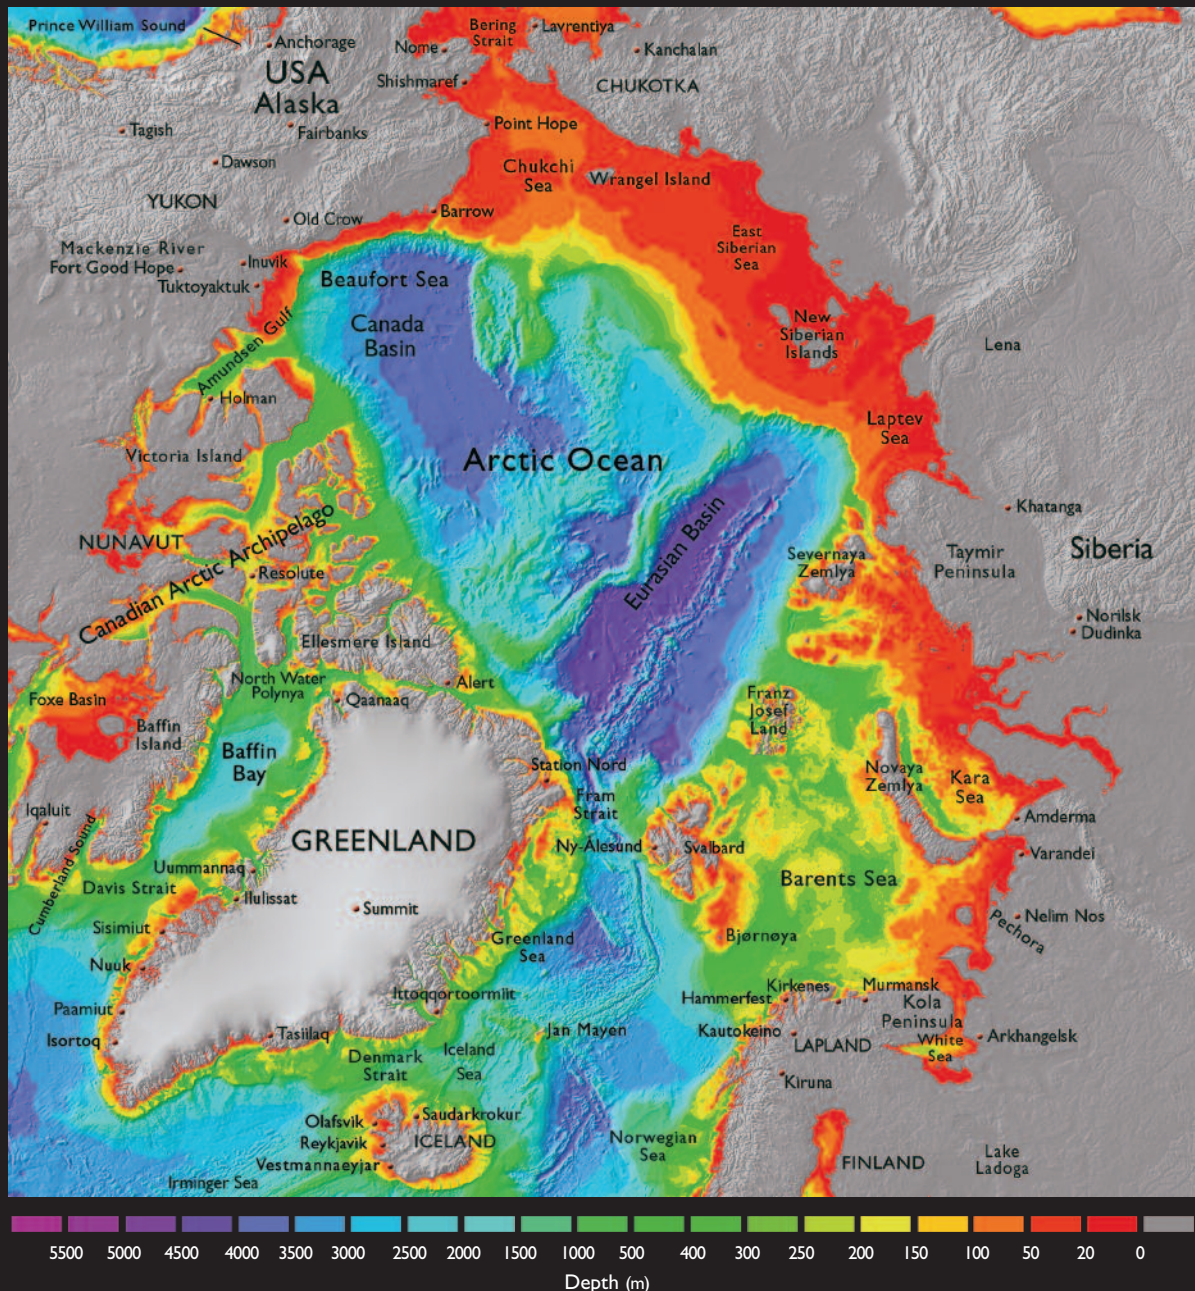 Prince William Sound
Anchorage
USA
Alaska
Nome
Bering
Strait
Lavrentiya
Kanchalan
Shishmaref
CHUKOTKA
Tagish
Fairbanks
Point Hope
Dawson
Chukchi
Sea
Wrangel Island
YUKON
Old Crow
Barrow
East
Siberian
Sea
Mackenzie River
Fort Good Hope
Inuvik
Tuktoyaktuk
Beaufort Sea
Canada
Basin
New
Siberian
Islands
Lena
Amundsen Gulf
Holman
Laptev
Sea
Victoria Island
Arctic Ocean
Khatanga
NUNAVUT
Canadian Arctic Archipelago
Resolute
Eurasian Basin
Severnaya
Zemlya
Taymir
Peninsula
Siberia
Norilsk
Dudinka
Ellesmere Island
North Water
Polynya
Alert
Qaanaaq
Foxe Basin
Baffin
Island
Baffin
Bay
Franz
Josef
Land
Station Nord
Novaya
Zemlya
Kara
Sea
Fram
Strait
Iqaluit
Cumberland Sound
Amderma
GREENLAND
Ny-Ålesund
Svalbard
Varandei
Uummannaq
Davis Strait
Ilulissat
Summit
Barents Sea
Nelim Nos
Pechora
Sisimiut
Greenland
Sea
Bjørnøya
Nuuk
Ittoqqortoormiit
Kirkenes
Murmansk
Hammerfest
Kola
Peninsula
Paamiut
Isortoq
Tasiilaq
Jan Mayen
Kautokeino
LAPLAND
White
Sea
Arkhangelsk
Denmark
Strait
Iceland
Sea
Kiruna
Olafsvik
Saudarkrokur
Reykjavik
ICELAND
Vestmannaeyjar
Norwegian
Sea
FINLAND
Lake
Ladoga
Irminger Sea
5500 5000 4500 4000 3500 3000 2500 2000 1500 1000 500 400 300 250 200 150 100 50 20 0
Depth (m)